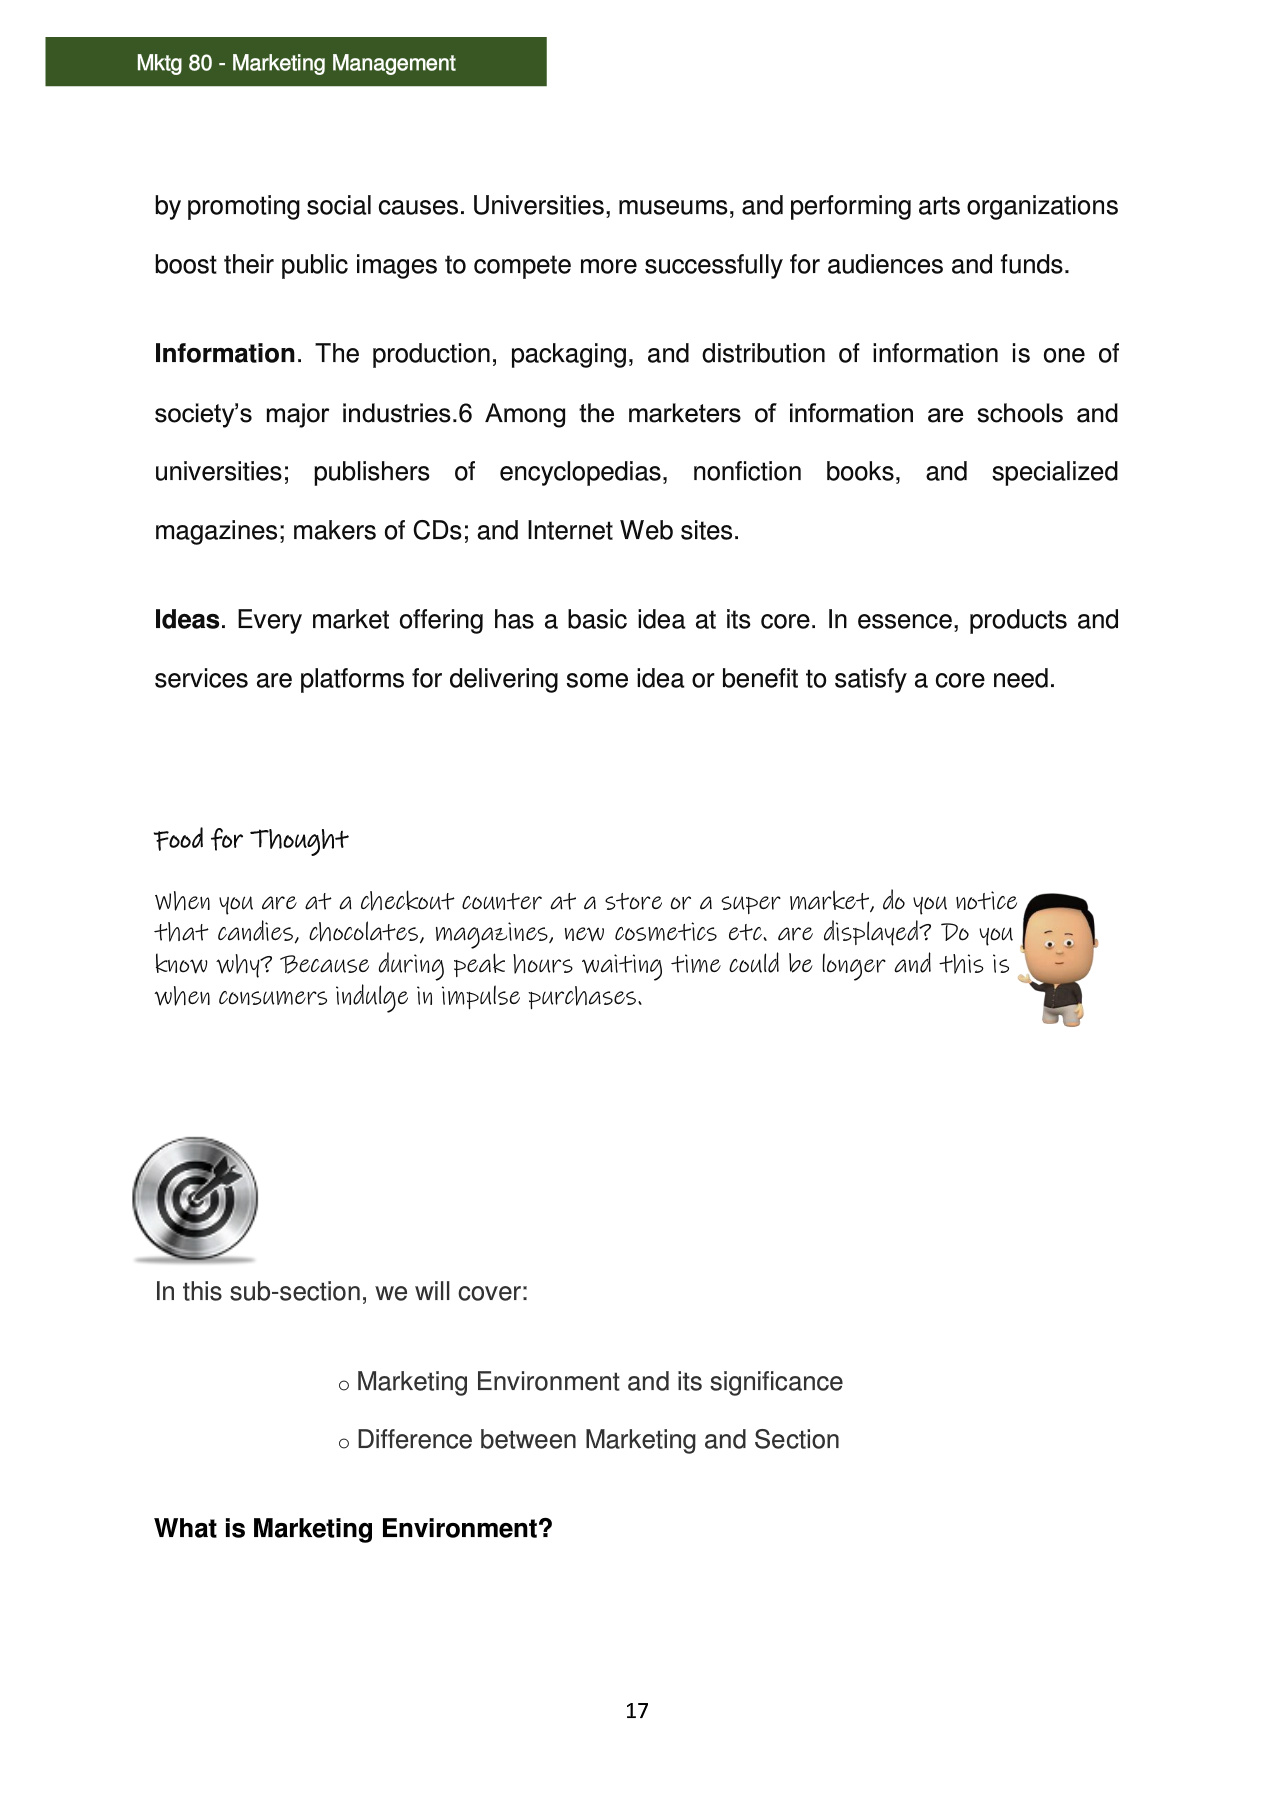 Mktg 80 - Marketing Management
by promoting social causes. Universities, museums, and performing arts organizations
boost their public images to compete more successfully for audiences and funds.
Information. The production, packaging, and distribution of information is one of
society’s major industries.6 Among the marketers of information are schools and
universities; publishers of encyclopedias, nonfiction books, and specialized
magazines; makers of CDs; and Internet Web sites.
Ideas. Every market offering has a basic idea at its core. In essence, products and
services are platforms for delivering some idea or benefit to satisfy a core need.
Food for Thought
When you are at a checkout counter at a store or a super market, do you notice
that candies, chocolates, magazines, new cosmetics etc. are displayed? Do you
know why? Because during peak hours waiting time could be longer and this is
when consumers indulge in impulse purchases.
In this sub-section, we will cover:
o Marketing Environment and its significance
o Difference between Marketing and Section
What is Marketing Environment?
17